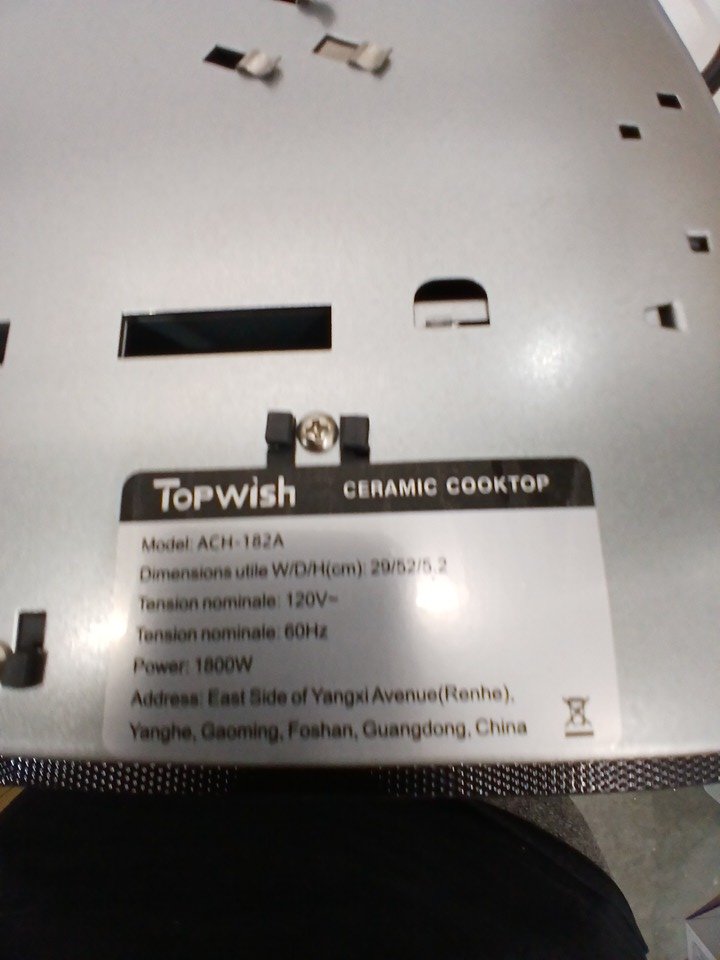 TOPWISH CERAMIC COOKTOP
Model: ACH-182A
Dimensions utile W/D/H(cm): 29/52/5.2
Tension nominale: 120V~
Tension nominale: 60Hz
Power: 1800W
Address: East Side of Yangxi Avenue(Renhe),
Yanghe, Gaoming, Foshan, Guangdong, China